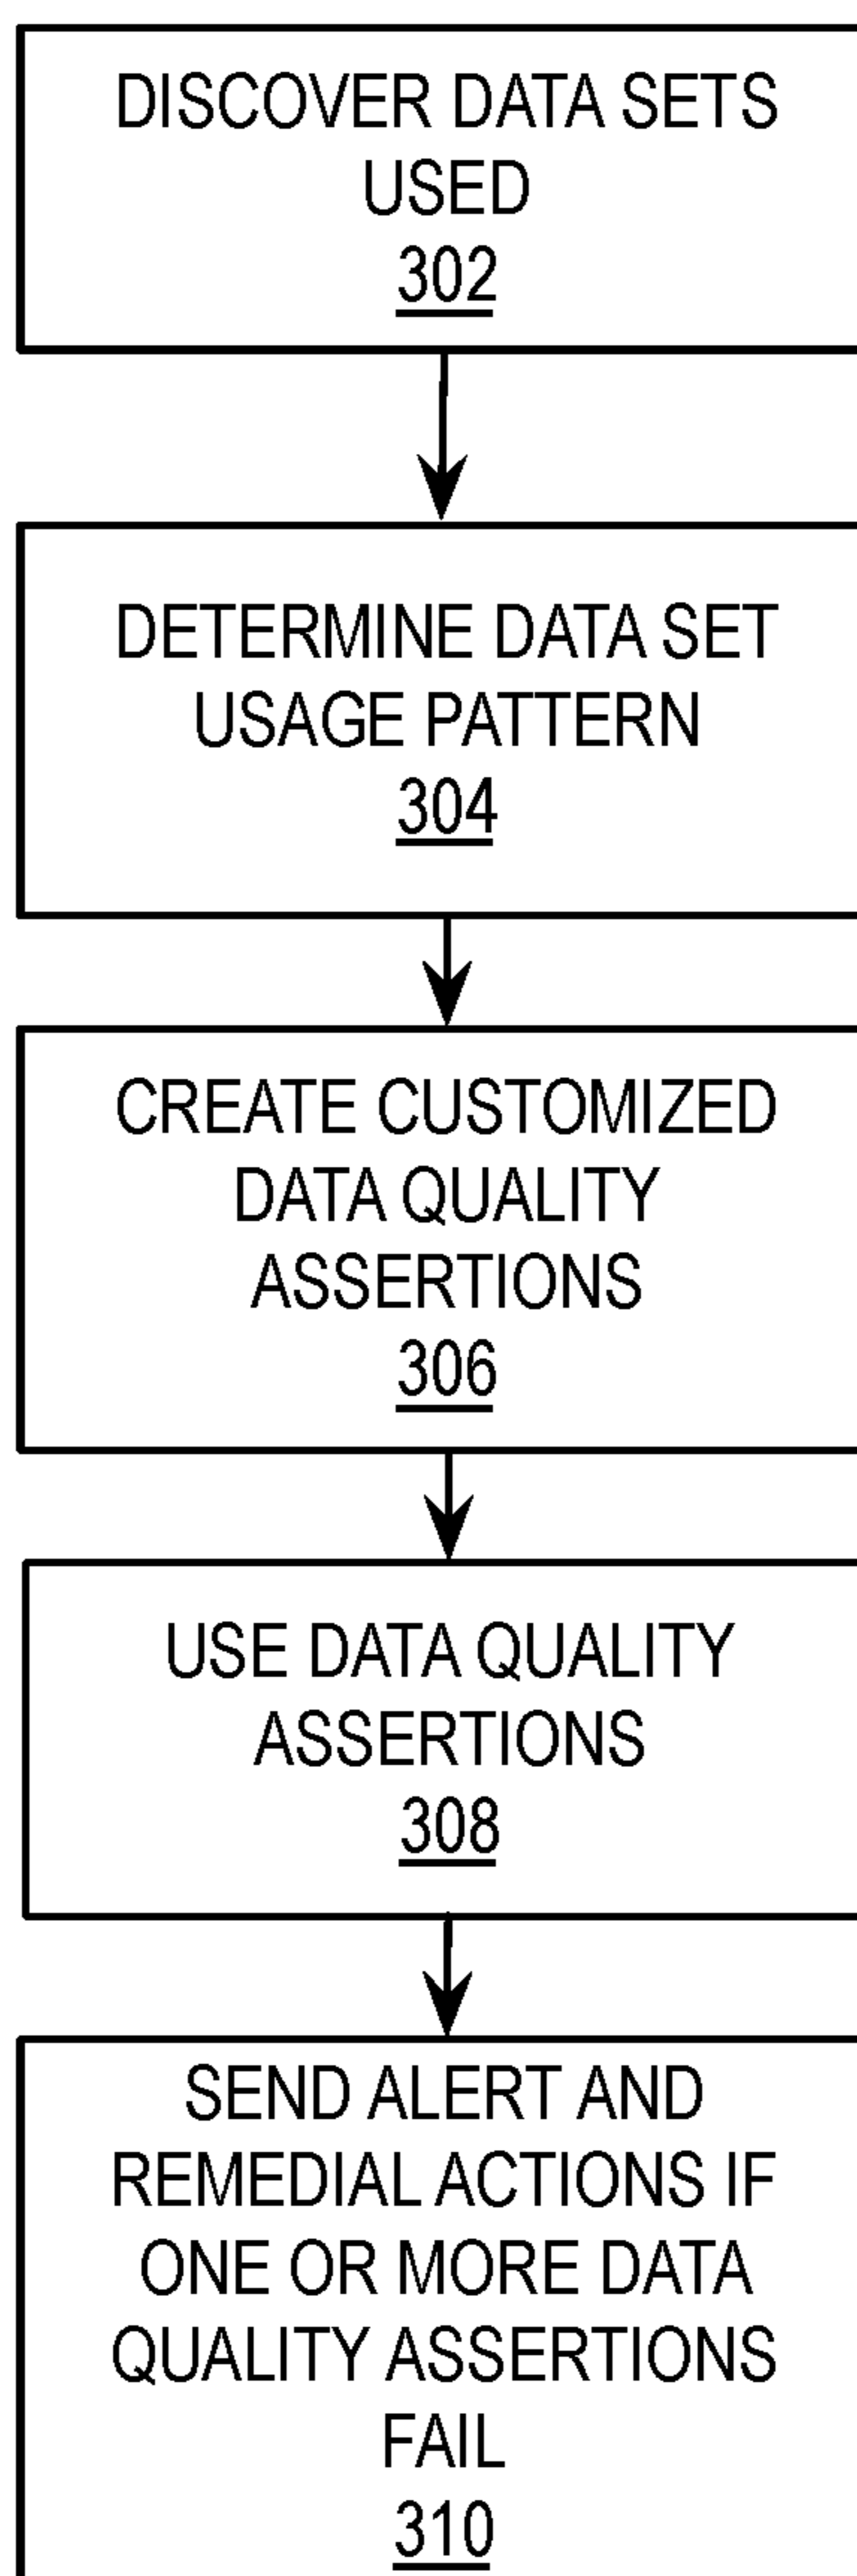 DISCOVER DATA SETS
USED
302
DETERMINE DATA SET
USAGE PATTERN
304
CREATE CUSTOMIZED
DATA QUALITY
ASSERTIONS
306
USE DATA QUALITY
ASSERTIONS
308
SEND ALERT AND
REMEDIAL ACTIONS IF
ONE OR MORE DATA
QUALITY ASSERTIONS
FAIL
310